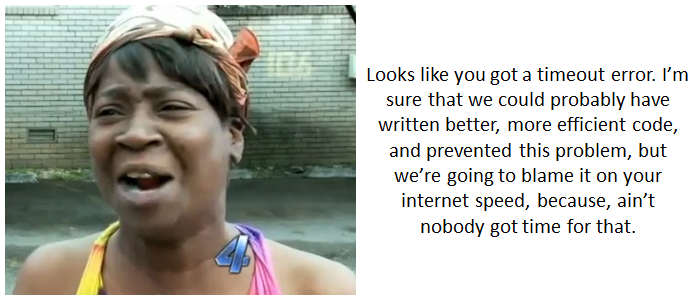 Looks like you got a timeout error. I’m
sure that we could probably have
written better, more efficient code,
and prevented this problem, but
we’re going to blame it on your
internet speed, because, ain’t
nobody got time for that.
4